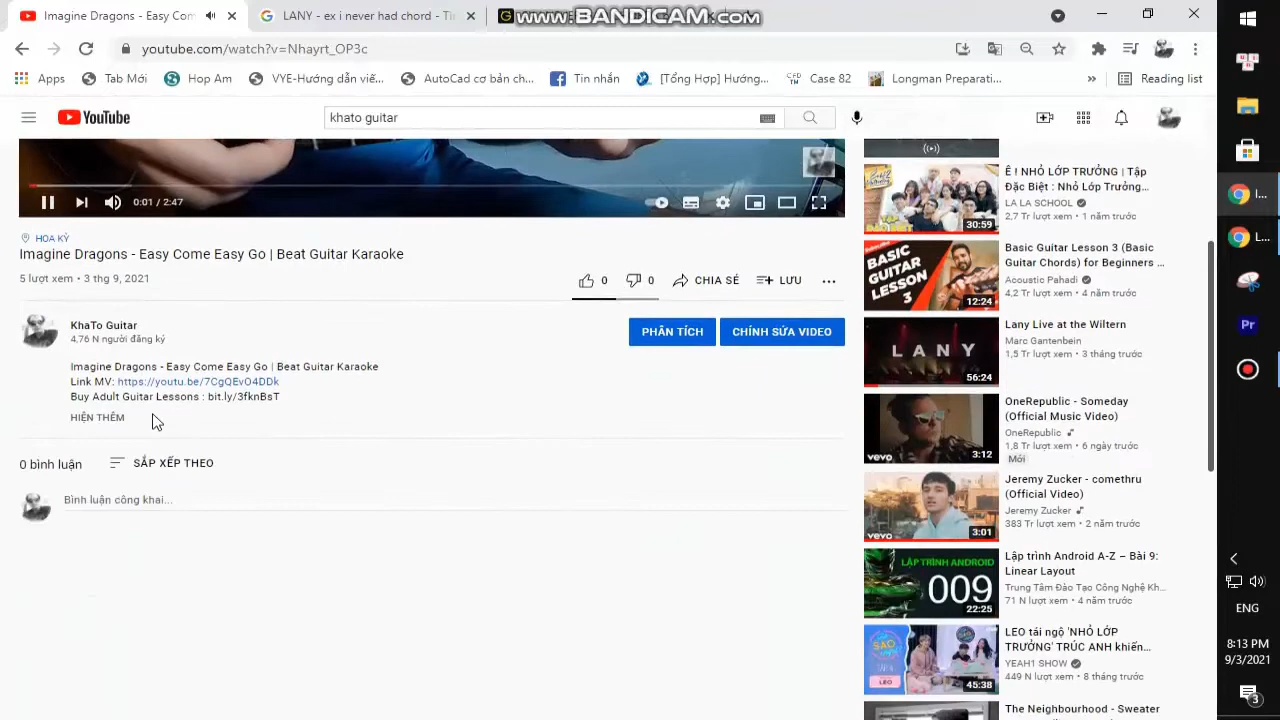 Imagine Dragons - Easy Com
LANY - ex i never had chord - T
WWW.BANDICAM.COM
youtube.com/watch?v=Nhayrt_OP3c
Apps
Tab Mới
Hop Am
VYE-Hướng dẫn viế...
AutoCad cơ bản ch...
Tin nhắn
[Tổng Hợp] Hướng...
Case 82
Longman Preparati...
»
Reading list
YouTube
khato guitar
0:01 / 2:47
HOA KỲ
Imagine Dragons - Easy Come Easy Go | Beat Guitar Karaoke
5 lượt xem • 3 thg 9, 2021
0
0
CHIA SẺ
LƯU
KhaTo Guitar
4,76 N người đăng ký
PHÂN TÍCH
CHỈNH SỬA VIDEO
Imagine Dragons - Easy Come Easy Go | Beat Guitar Karaoke
Link MV: https://youtu.be/7CgQEvO4DDk
Buy Adult Guitar Lessons : bit.ly/3fknBsT
HIỆN THÊM
0 bình luận
SẮP XẾP THEO
Bình luận công khai...
30:59
Ê ! NHỎ LỚP TRƯỞNG | Tập
Đặc Biệt : Nhỏ Lớp Trưởng...
LA LA SCHOOL
2,7 Tr lượt xem • 1 năm trước
BASIC
GUITAR
LESSON
3
12:24
Basic Guitar Lesson 3 (Basic
Guitar Chords) for Beginners ...
Acoustic Pahadi
4,2 Tr lượt xem • 4 năm trước
LANY
56:24
Lany Live at the Wiltern
Marc Gantenbein
1,5 Tr lượt xem • 3 tháng trước
vevo
3:12
OneRepublic - Someday
(Official Music Video)
OneRepublic
1,8 Tr lượt xem • 6 ngày trước
Mới
vevo
3:01
Jeremy Zucker - comethru
(Official Video)
Jeremy Zucker
383 Tr lượt xem • 2 năm trước
LẬP TRÌNH ANDROID
009
22:25
Lập trình Android A-Z – Bài 9:
Linear Layout
Trung Tâm Đào Tạo Công Nghệ Kh...
71 N lượt xem • 4 năm trước
SAO
LEO
45:38
LEO tái ngộ 'NHỎ LỚP
TRƯỞNG' TRÚC ANH khiến...
YEAH1 SHOW
449 N lượt xem • 8 tháng trước
The Neighbourhood - Sweater
I...
L...
Pr
ENG
8:13 PM
9/3/2021
3